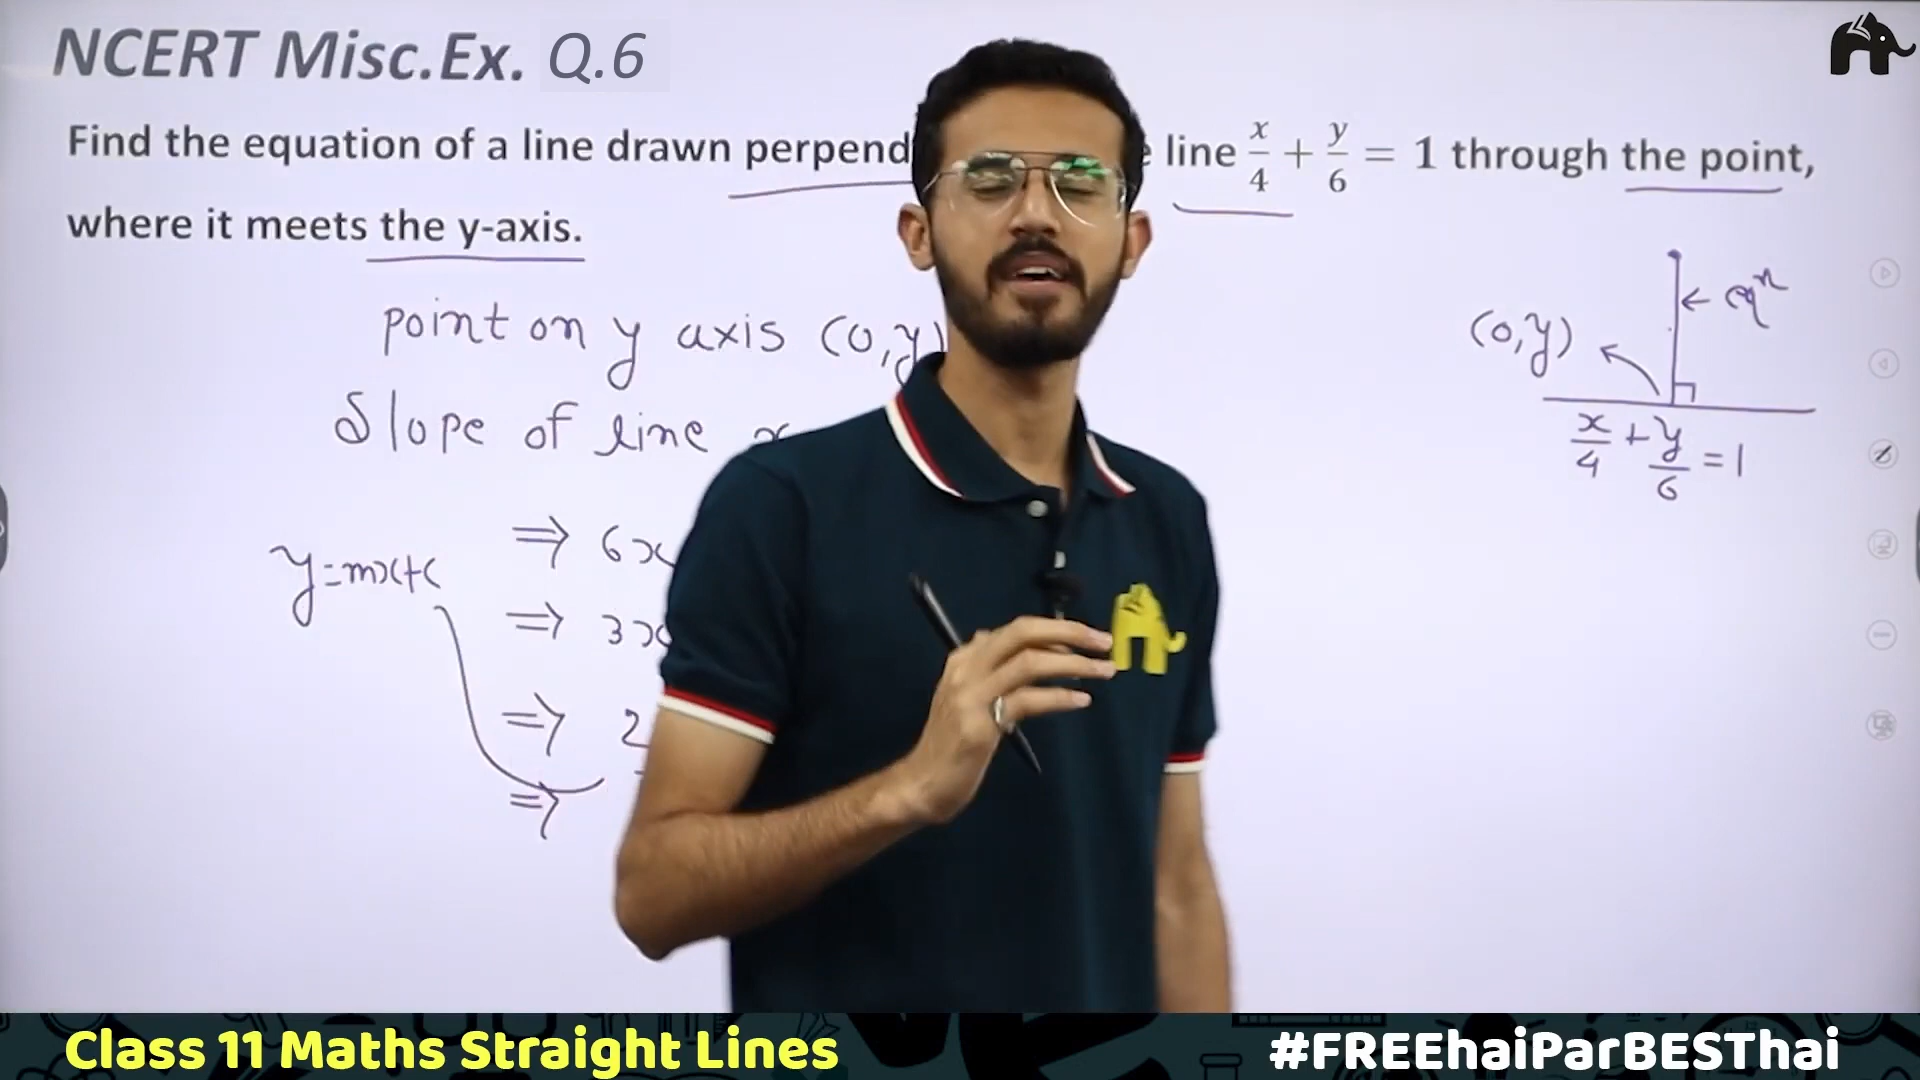 NCERT Misc.Ex. Q.6
Find the equation of a line drawn perpend line x/4 + y/6 = 1 through the point,
where it meets the y-axis.
point on y axis (0,y)
Slope of line x
⇒ 6x
y=mx+c
⇒ 3x
⇒ 2
⇒
← eqⁿ
(0,y)
x/4 + y/6 = 1
Class 11 Maths Straight Lines
#FREEhaiParBESThai